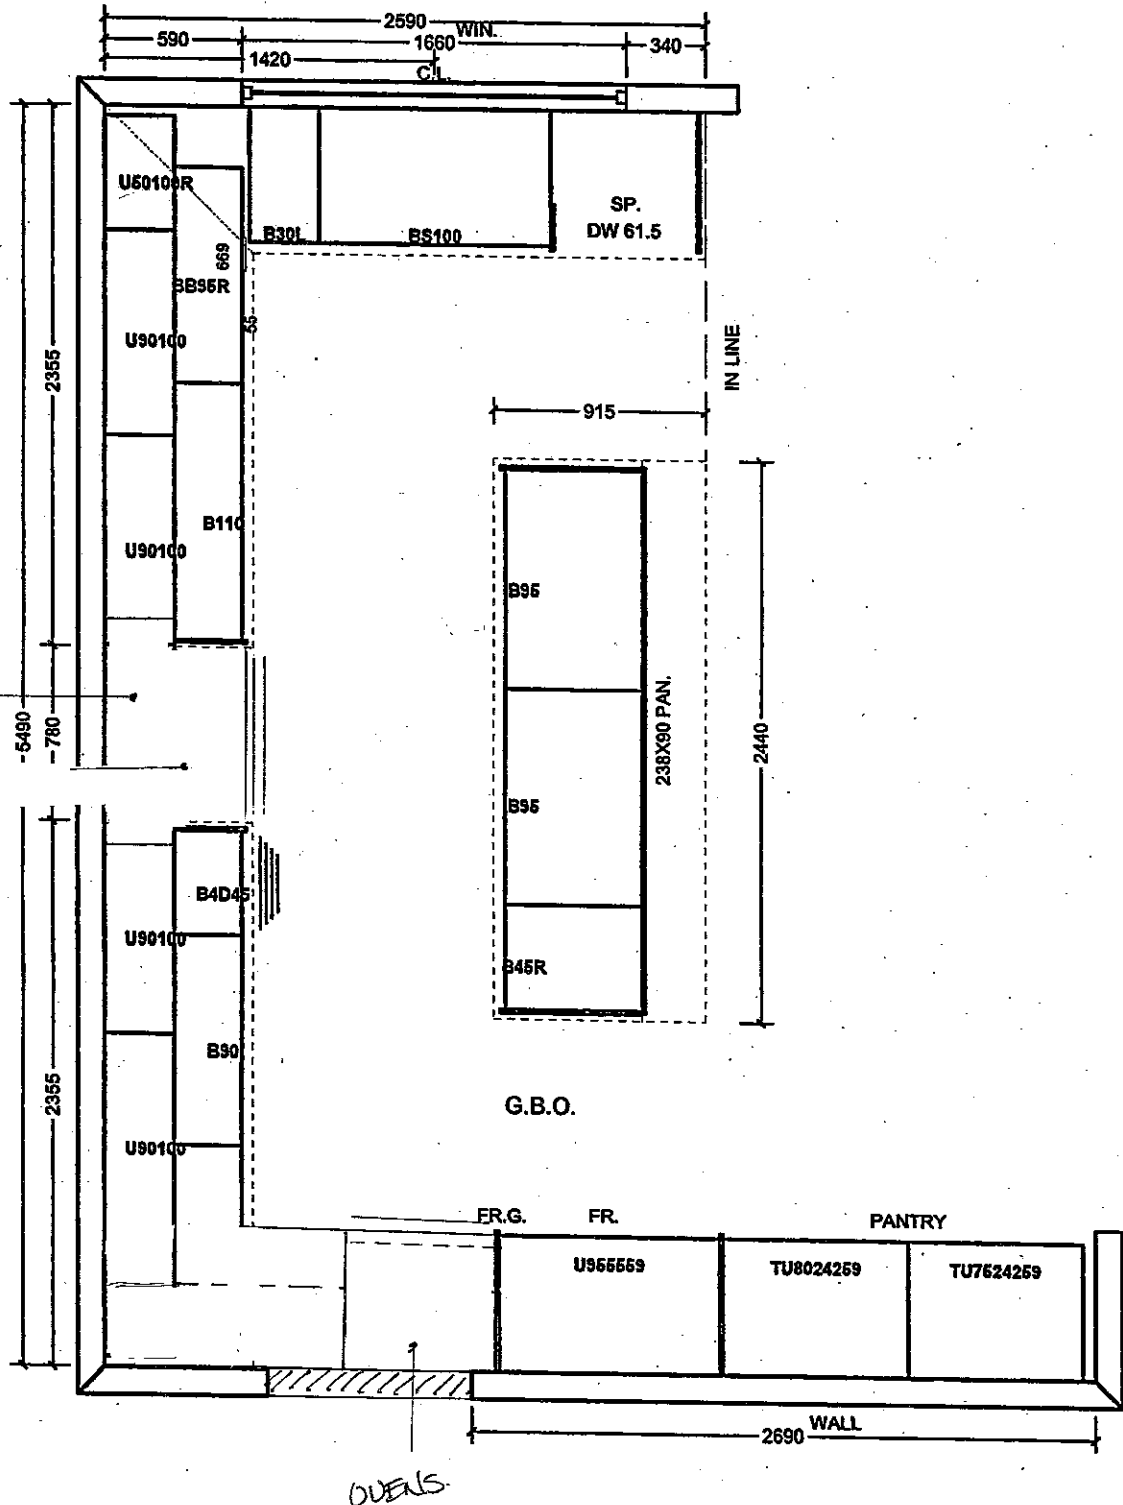 2590
WIN.
590
1660
340
1420
C.L.
U50100R
SP.
DW 61.5
B30L
BS100
669
BB95R
55
U90100
2355
IN LINE
915
B110
U90100
B95
238X90 PAN.
5490
780
2440
B95
B4D45
U90100
B45R
B90
2355
G.B.O.
U90100
FR.G.
FR.
PANTRY
U955559
TU8024259
TU7524259
WALL
2690
OVENS.